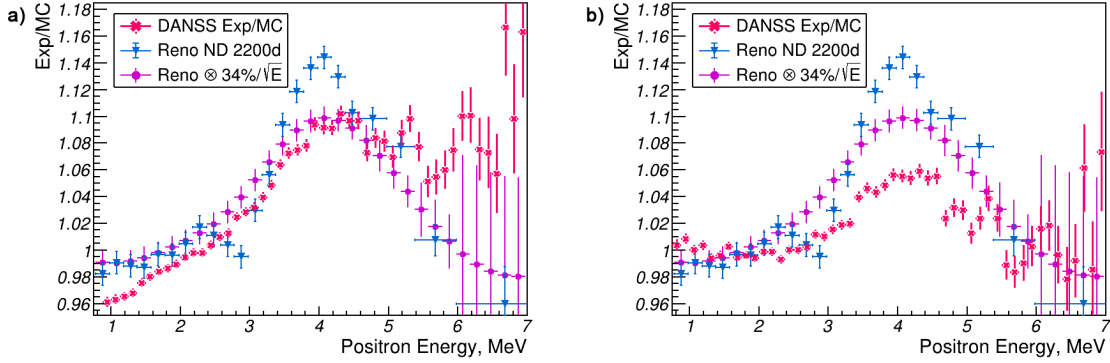 a)
Exp/MC
1.18
1.16
1.14
1.12
1.1
1.08
1.06
1.04
1.02
1
0.98
0.96
DANSS Exp/MC
Reno ND 2200d
Reno ⊗ 34%/√E
1 2 3 4 5 6 7
Positron Energy, MeV
b)
Exp/MC
1.18
1.16
1.14
1.12
1.1
1.08
1.06
1.04
1.02
1
0.98
0.96
DANSS Exp/MC
Reno ND 2200d
Reno ⊗ 34%/√E
1 2 3 4 5 6 7
Positron Energy, MeV